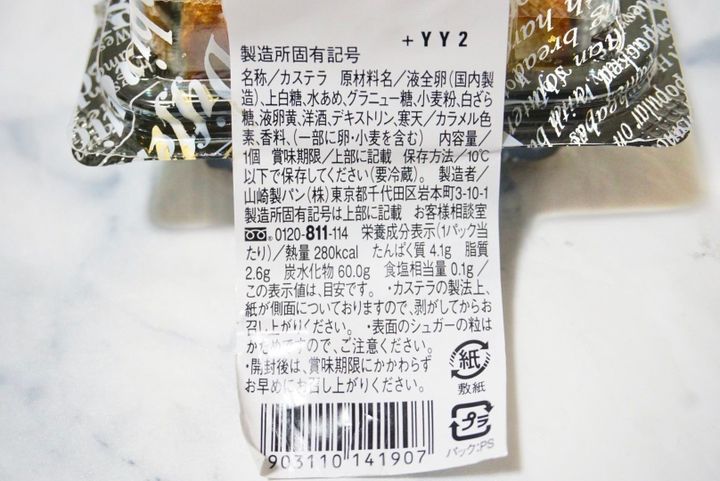 +YY2
製造所固有記号
名称/カステラ 原材料名/液全卵(国内製
造)、上白糖、水あめ、グラニュー糖、小麦粉、白ざら
糖、液卵黄、洋酒、デキストリン、寒天/カラメル色
素、香料、(一部に卵・小麦を含む) 内容量/
1個 賞味期限/上部に記載 保存方法/10℃
以下で保存してください(要冷蔵)。 製造者/
山崎製パン(株)東京都千代田区岩本町3-10-1
製造所固有記号は上部に記載 お客様相談室
0120-811-114 栄養成分表示(1パック当
たり)/熱量 280kcal たんぱく質 4.1g 脂質
2.6g 炭水化物 60.0g 食塩相当量 0.1g/
この表示値は、目安です。 ・カステラの製法上、
紙が側面についておりますので、剥がしてからお
召し上がりください。 ・表面のシュガーの粒は
かためですので、ご注意ください。
・開封後は、賞味期限にかかわらず
お早めにお召し上がりください。
紙
敷紙
プラ
パック:PS
903110 141907